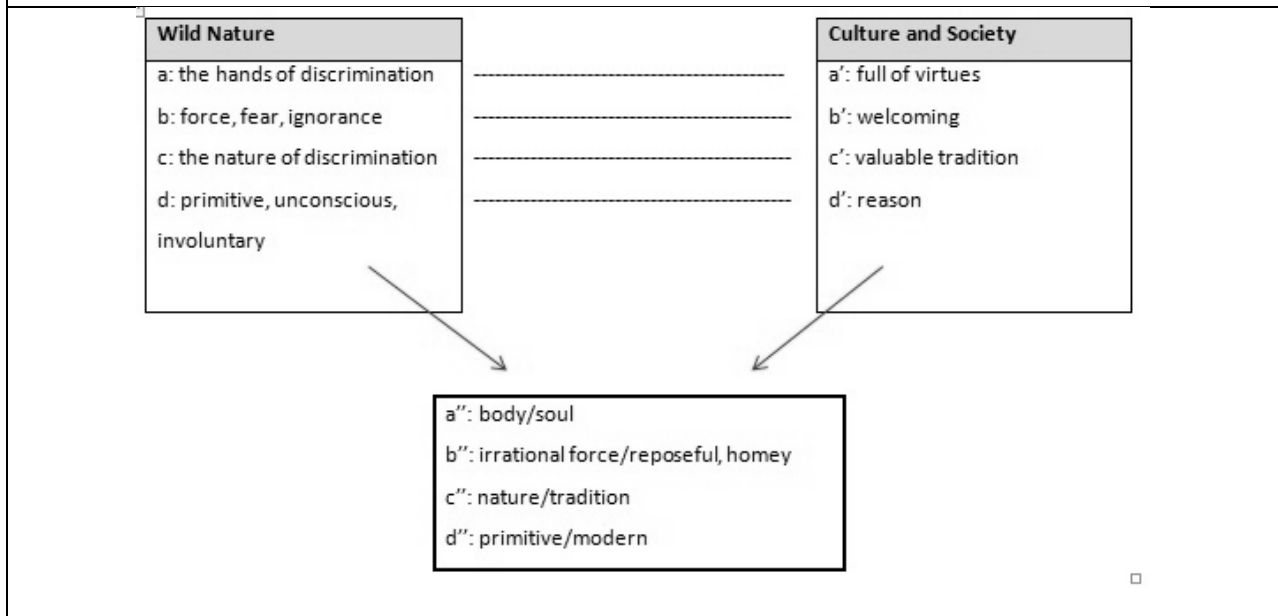 Wild Nature
a: the hands of discrimination
b: force, fear, ignorance
c: the nature of discrimination
d: primitive, unconscious,
involuntary
Culture and Society
a’: full of virtues
b’: welcoming
c’: valuable tradition
d’: reason
a’’: body/soul
b’’: irrational force/reposeful, homey
c’’: nature/tradition
d’’: primitive/modern